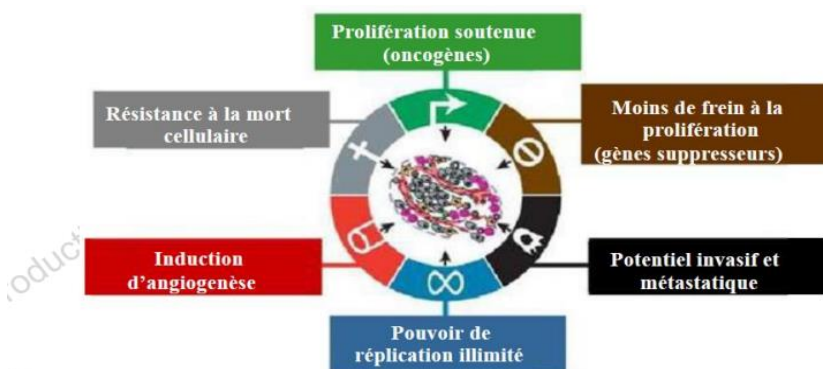 Prolifération soutenue
(oncogènes)
Résistance à la mort
cellulaire
Moins de frein à la
prolifération
(gènes suppresseurs)
Induction
d'angiogenèse
Potentiel invasif et
métastatique
Pouvoir de
réplication illimité